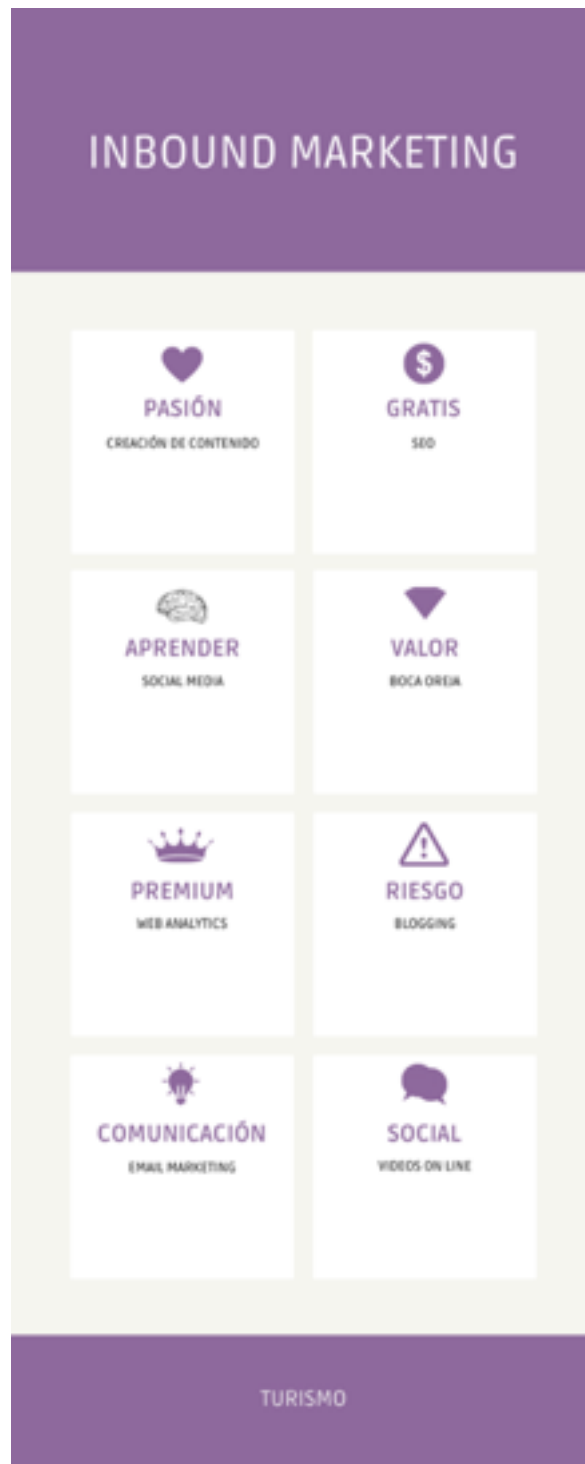 INBOUND MARKETING
PASIÓN
CREACIÓN DE CONTENIDO
GRATIS
SEO
APRENDER
SOCIAL MEDIA
VALOR
BOCA OREJA
PREMIUM
WEB ANALYTICS
RIESGO
BLOGGING
COMUNICACIÓN
EMAIL MARKETING
SOCIAL
VIDEOS ON LINE
TURISMO